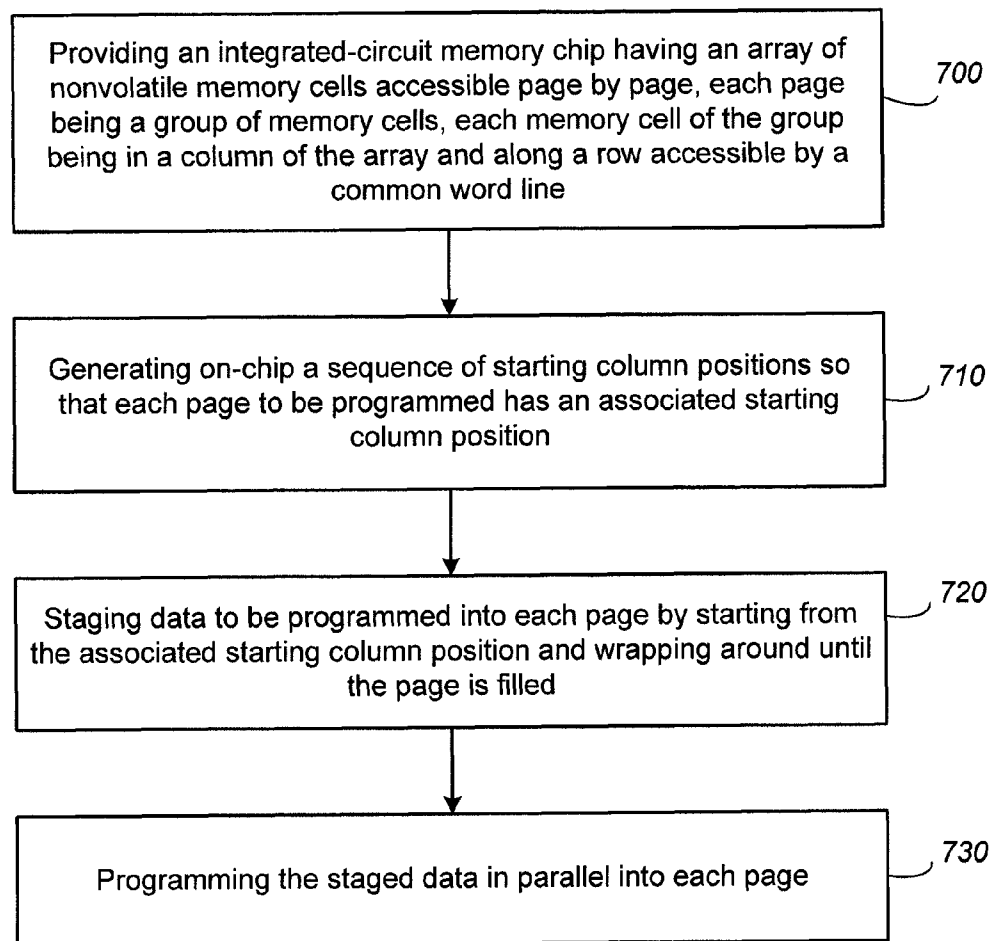 Providing an integrated-circuit memory chip having an array of
nonvolatile memory cells accessible page by page, each page
being a group of memory cells, each memory cell of the group
being in a column of the array and along a row accessible by a
common word line
700
Generating on-chip a sequence of starting column positions so
that each page to be programmed has an associated starting
column position
710
Staging data to be programmed into each page by starting from
the associated starting column position and wrapping around until
the page is filled
720
Programming the staged data in parallel into each page
730